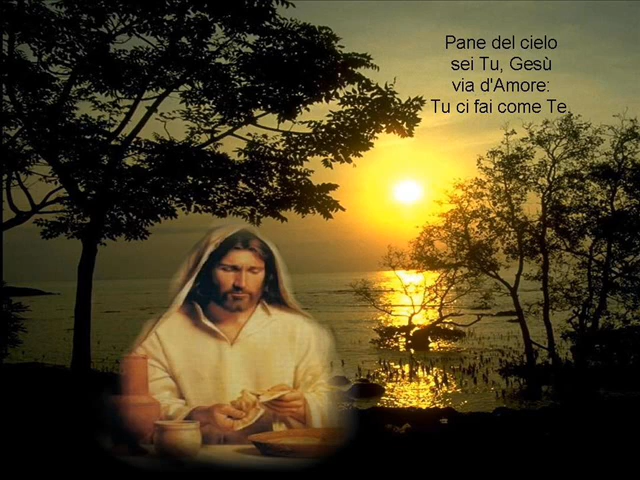 Pane del cielo
sei Tu, Gesù
via d'Amore:
Tu ci fai come Te.